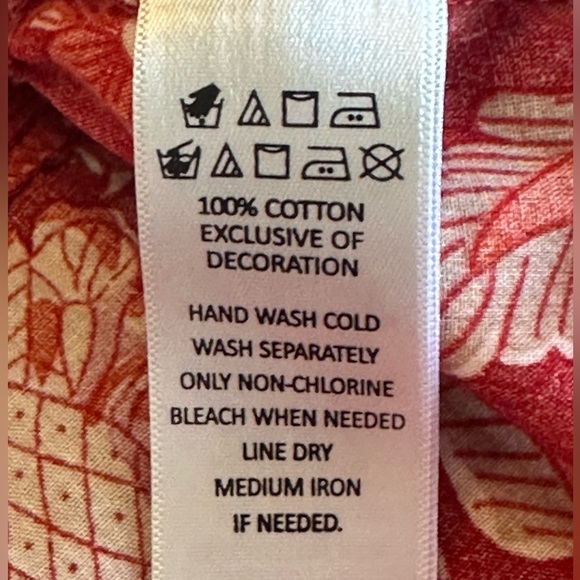 100% COTTON
EXCLUSIVE OF
DECORATION
HAND WASH COLD
WASH SEPARATELY
ONLY NON-CHLORINE
BLEACH WHEN NEEDED
LINE DRY
MEDIUM IRON
IF NEEDED.